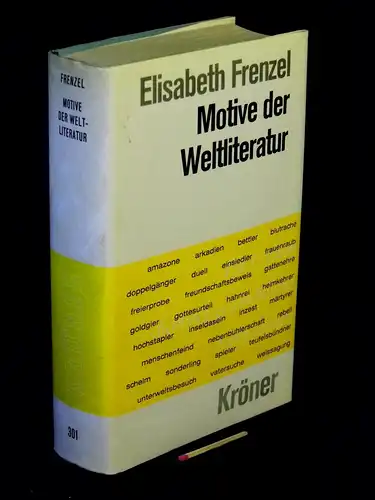 FRENZEL
MOTIVE
DER WELT-
LITERATUR
301
Elisabeth Frenzel
Motive der
Weltliteratur
amazone arkadien bettler blutrache
doppelgänger duell einsiedler frauenraub
freierprobe freundschaftsbeweis gattenehre
goldgier gottesurteil hahnrei heimkehrer
hochstapler inseldasein inzest märtyrer
menschenfeind nebenbuhlerschaft rebell
schelm sonderling spieler teufelsbündner
unterweltsbesuch vatersuche weissagung
Kröner